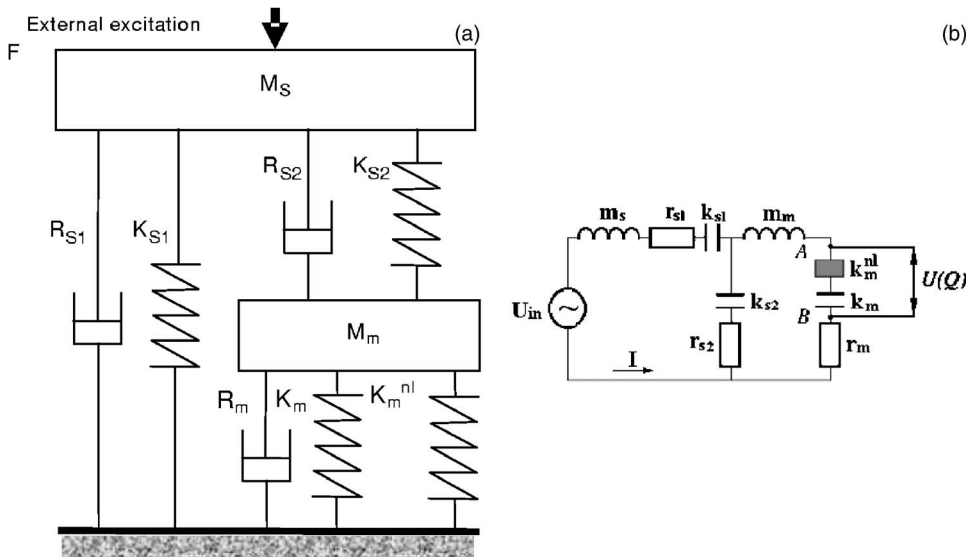 External excitation
F
(a)
M_S
R_S2
K_S2
R_S1
K_S1
M_m
R_m
K_m
K_m^nl
(b)
m_s
r_s1
k_s1
m_m
A
k_m^nl
U(Q)
k_s2
k_m
U_in
B
r_s2
r_m
I